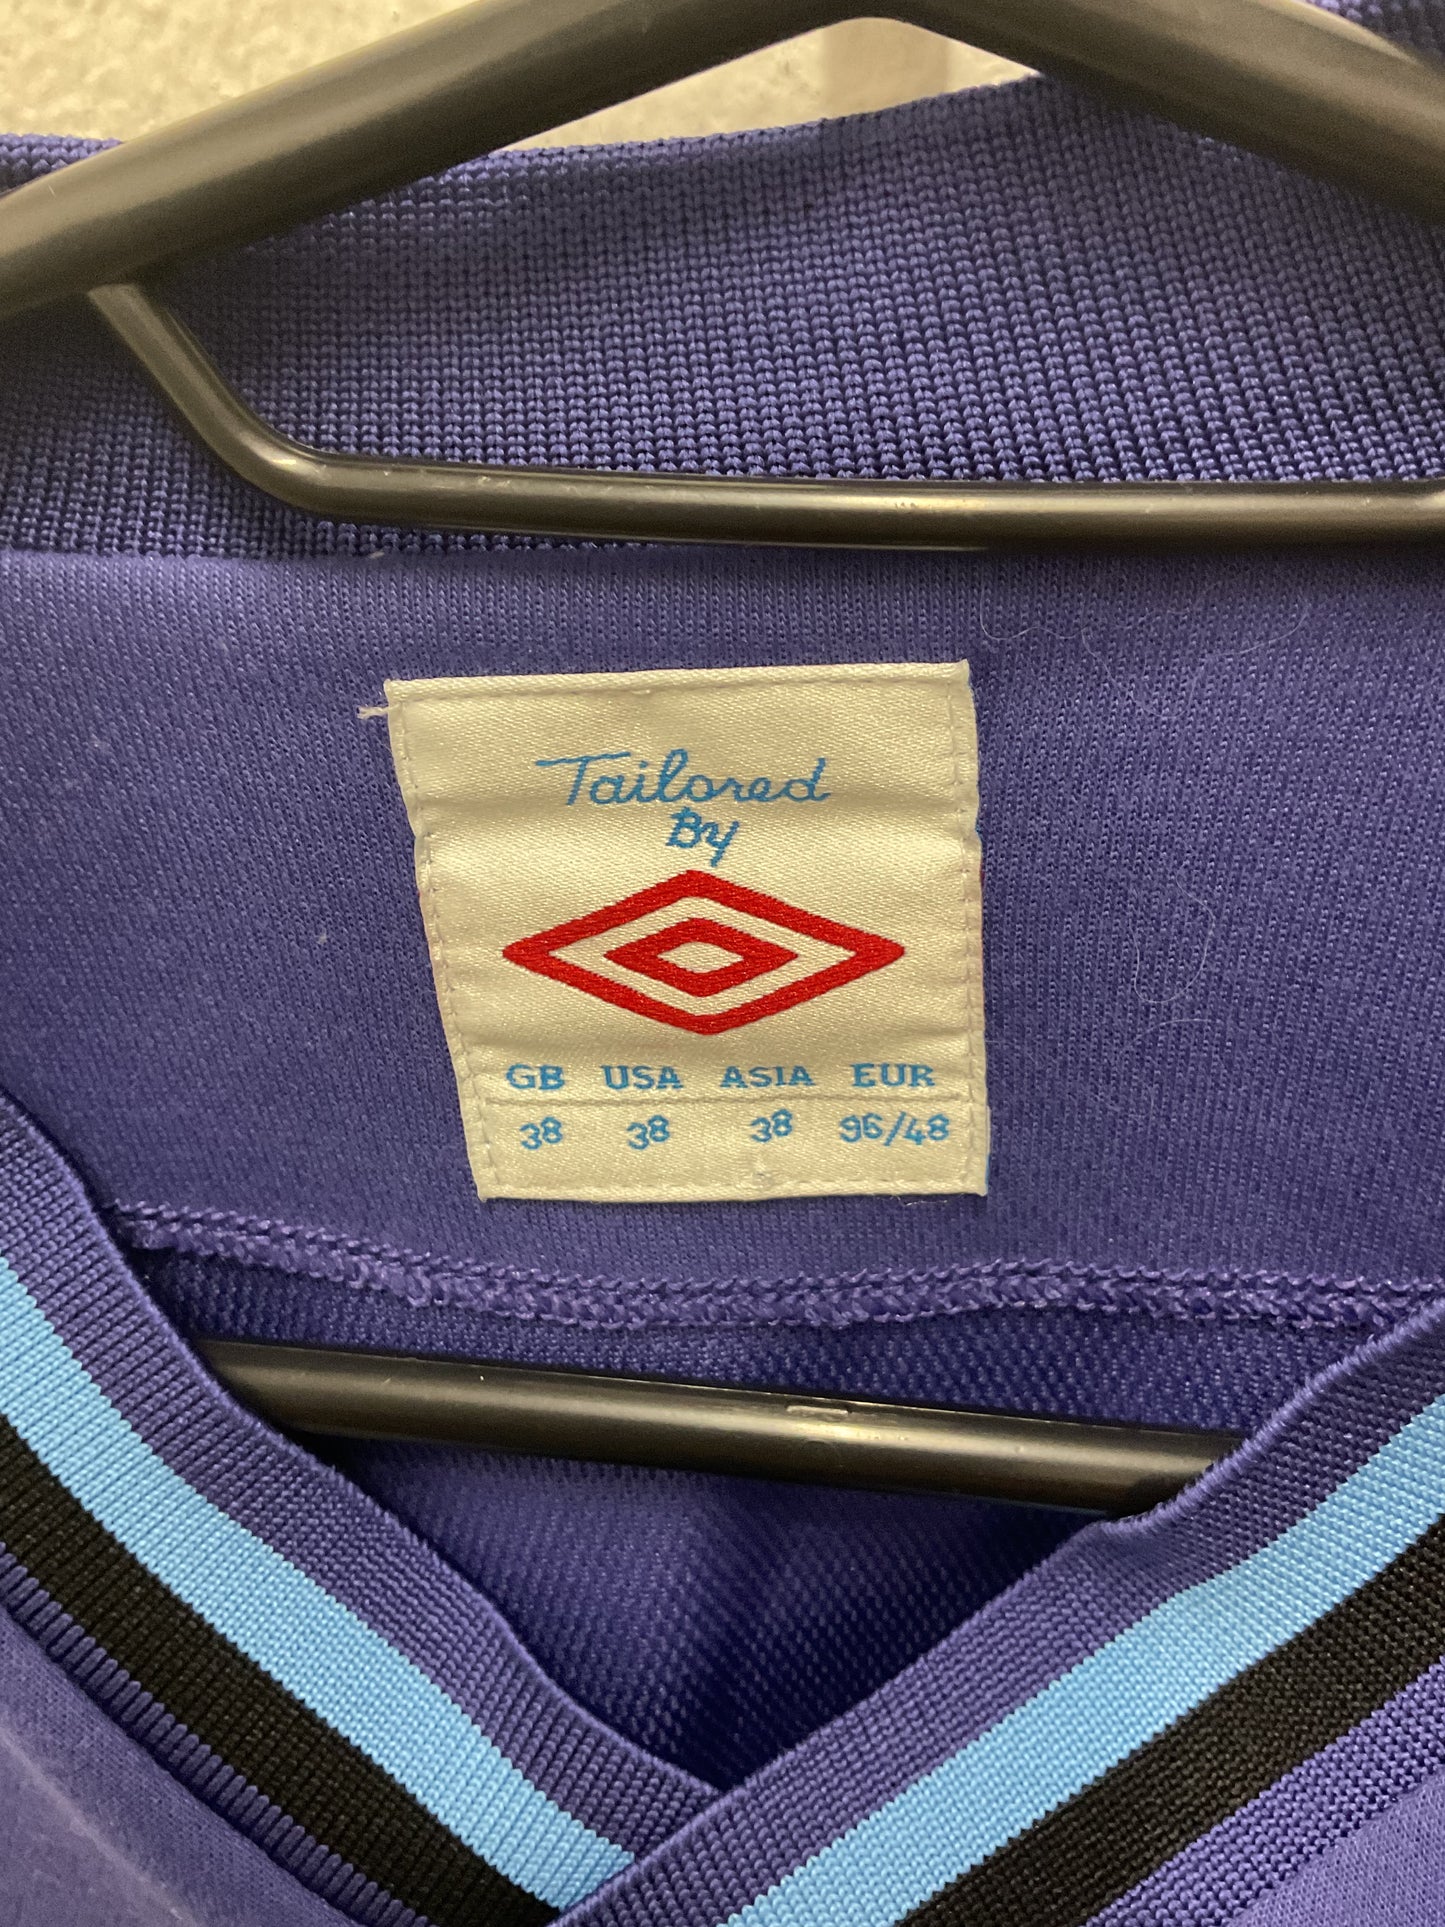 Tailored
By
GB USA ASIA EUR
38 38 38 96/48